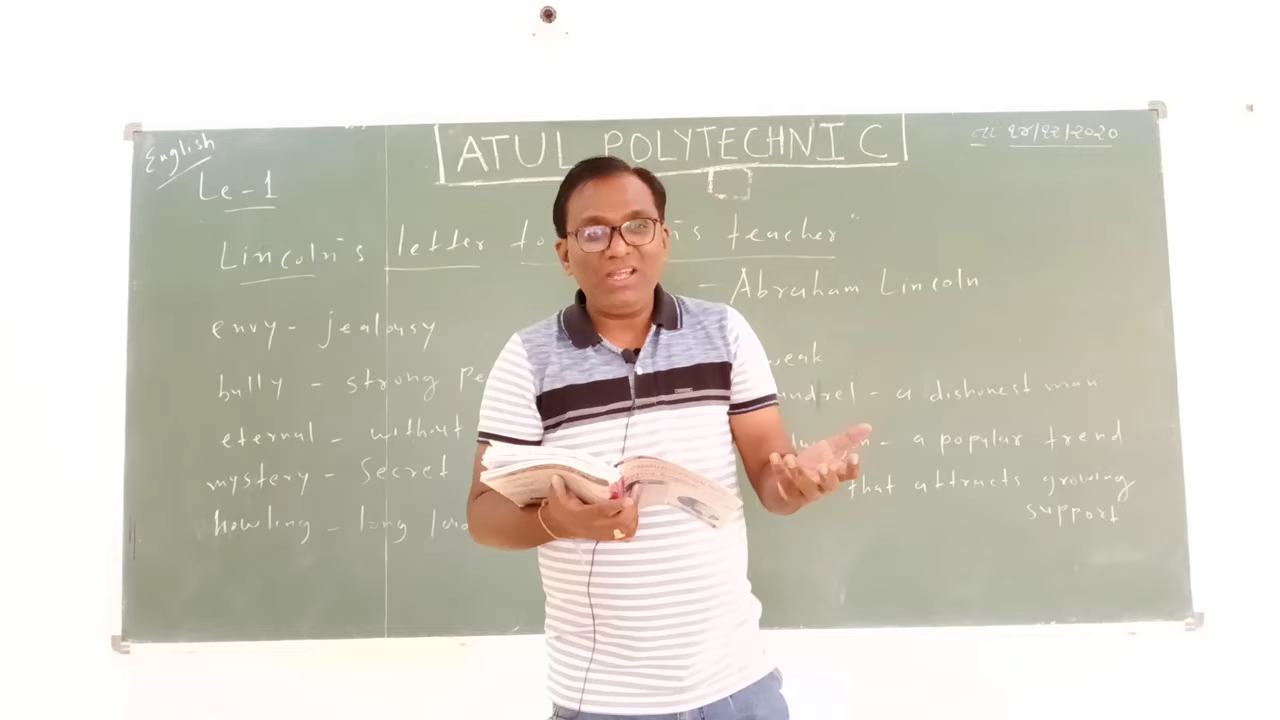 English
ATUL POLYTECHNIC
Le-1
Lincoln's letter to 's teacher"
- Abraham Lincoln
envy - jealousy
bully - strong
eternal - without
mystery - Secret
howling - long
weak
- a dishonest man
- a popular trend
that attracts growing
support